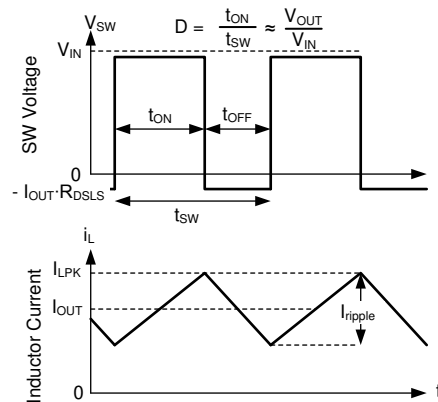 V_SW
D = t_ON / t_SW ≈ V_OUT / V_IN
V_IN
SW Voltage
t_ON
t_OFF
0
- I_OUT·R_DSLS
t_SW
i_L
I_LPK
I_OUT
I_ripple
Inductor Current
0
t